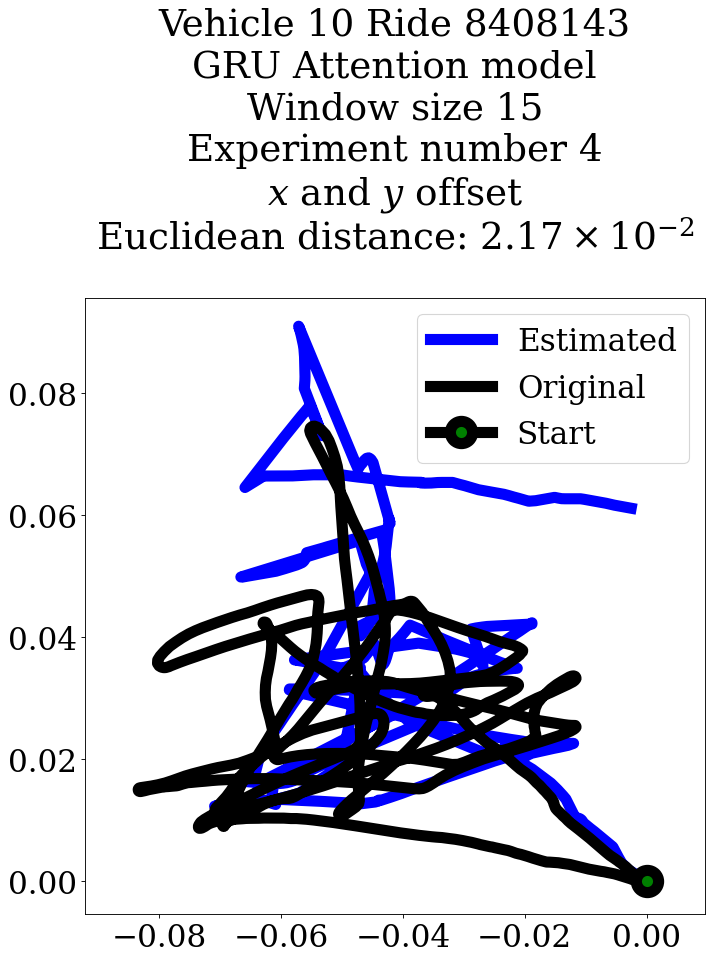 Vehicle 10 Ride 8408143
GRU Attention model
Window size 15
Experiment number 4
x and y offset
Euclidean distance: 2.17 × 10⁻²
Estimated
Original
Start
0.08
0.06
0.04
0.02
0.00
−0.08 −0.06 −0.04 −0.02 0.00